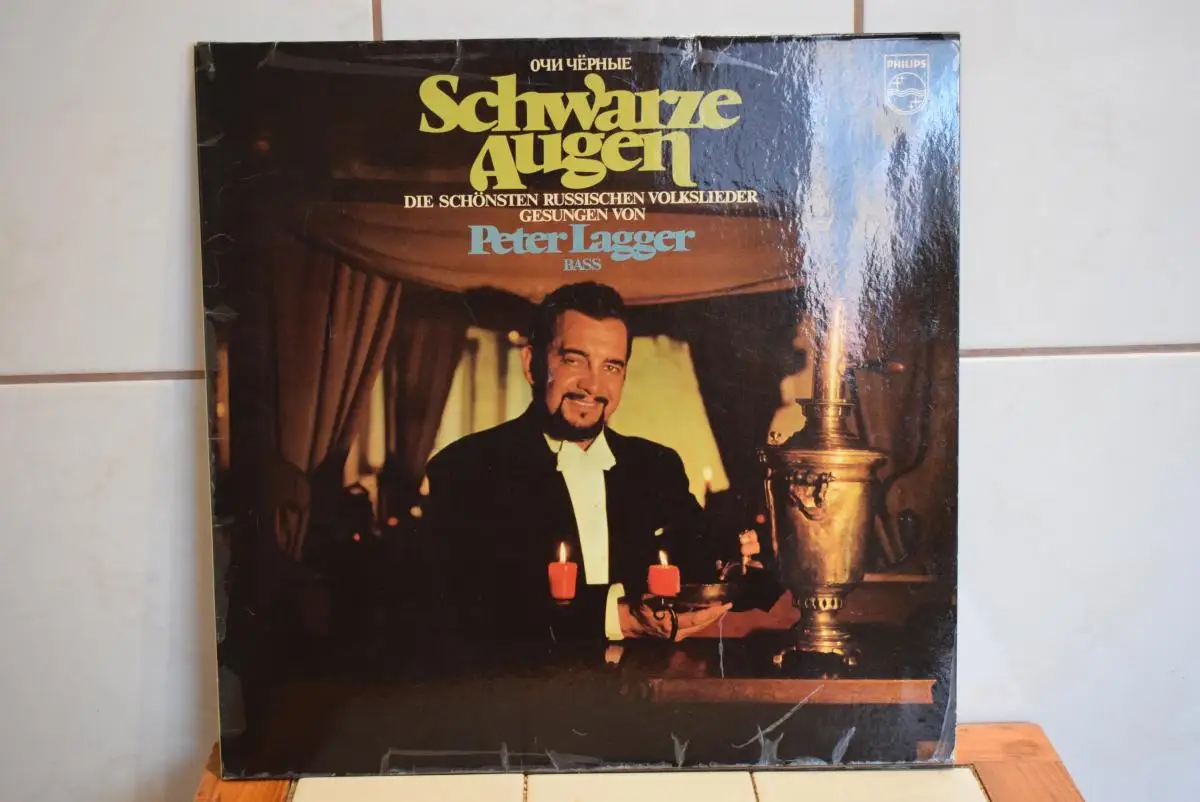 ОЧИ ЧЁРНЫЕ
PHILIPS
Schwarze
Augen
DIE SCHÖNSTEN RUSSISCHEN VOLKSLIEDER
GESUNGEN VON
Peter Lagger
BASS